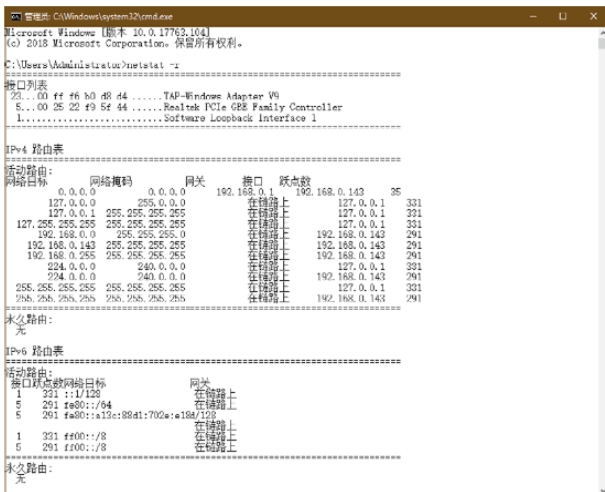 管理员: C:\Windows\system32\cmd.exe
Microsoft Windows [版本 10.0.17763.104]
(c) 2018 Microsoft Corporation。保留所有权利。
C:\Users\Administrator>netstat -r
===========================================================================
接口列表
23...00 ff f6 b0 d8 d4 ......TAP-Windows Adapter V9
5...00 25 22 f9 5f 44 ......Realtek PCIe GBE Family Controller
1...........................Software Loopback Interface 1
===========================================================================
IPv4 路由表
===========================================================================
活动路由:
网络目标 网络掩码 网关 接口 跃点数
0.0.0.0 0.0.0.0 192.168.0.1 192.168.0.143 35
127.0.0.0 255.0.0.0 在链路上 127.0.0.1 331
127.0.0.1 255.255.255.255 在链路上 127.0.0.1 331
127.255.255.255 255.255.255.255 在链路上 127.0.0.1 331
192.168.0.0 255.255.255.0 在链路上 192.168.0.143 291
192.168.0.143 255.255.255.255 在链路上 192.168.0.143 291
192.168.0.255 255.255.255.255 在链路上 192.168.0.143 291
224.0.0.0 240.0.0.0 在链路上 127.0.0.1 331
224.0.0.0 240.0.0.0 在链路上 192.168.0.143 291
255.255.255.255 255.255.255.255 在链路上 127.0.0.1 331
255.255.255.255 255.255.255.255 在链路上 192.168.0.143 291
===========================================================================
永久路由:
无
IPv6 路由表
===========================================================================
活动路由:
接口跃点数网络目标 网关
1 331 ::1/128 在链路上
5 291 fe80::/64 在链路上
5 291 fe80::a13c:88d1:702e:e18d/128
在链路上
1 331 ff00::/8 在链路上
5 291 ff00::/8 在链路上
===========================================================================
永久路由:
无